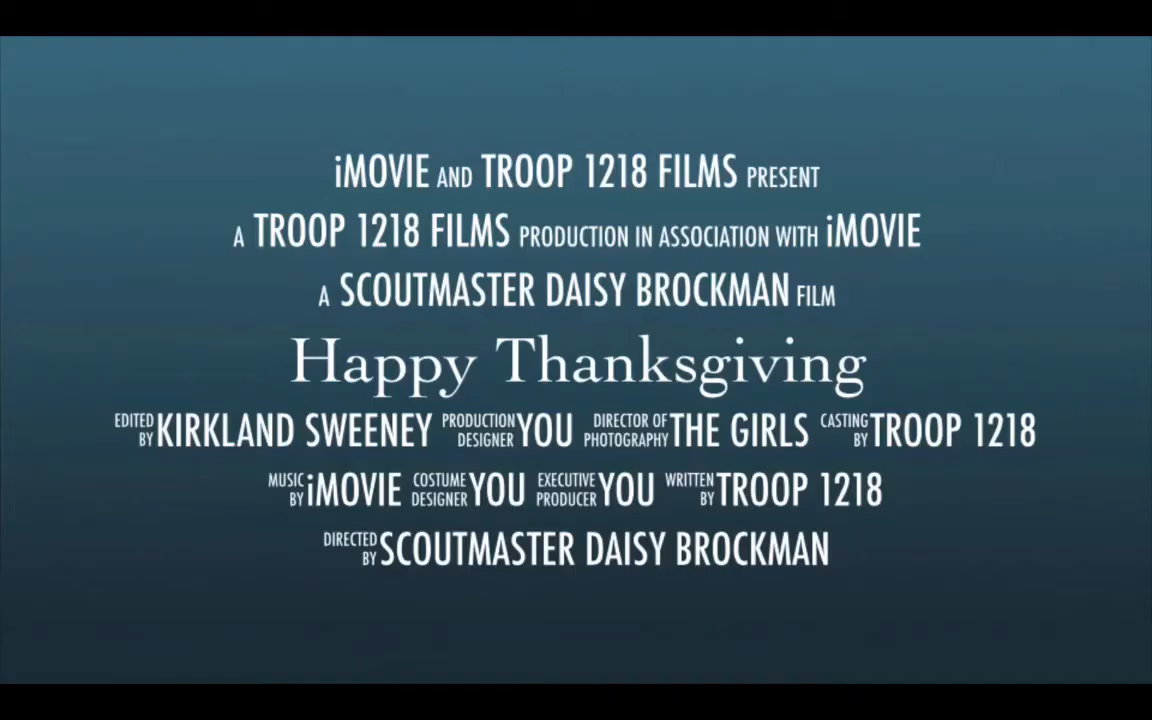 iMOVIE AND TROOP 1218 FILMS PRESENT
A TROOP 1218 FILMS PRODUCTION IN ASSOCIATION WITH iMOVIE
A SCOUTMASTER DAISY BROCKMAN FILM
Happy Thanksgiving
EDITED BY KIRKLAND SWEENEY PRODUCTION DESIGNER YOU DIRECTOR OF PHOTOGRAPHY THE GIRLS CASTING BY TROOP 1218
MUSIC BY iMOVIE COSTUME DESIGNER YOU EXECUTIVE PRODUCER YOU WRITTEN BY TROOP 1218
DIRECTED BY SCOUTMASTER DAISY BROCKMAN